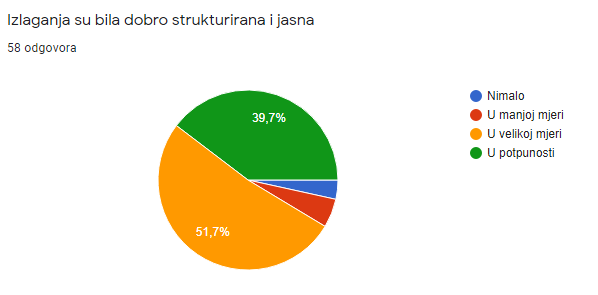 Izlaganja su bila dobro strukturirana i jasna
58 odgovora
39,7%
51,7%
Nimalo
U manjoj mjeri
U velikoj mjeri
U potpunosti